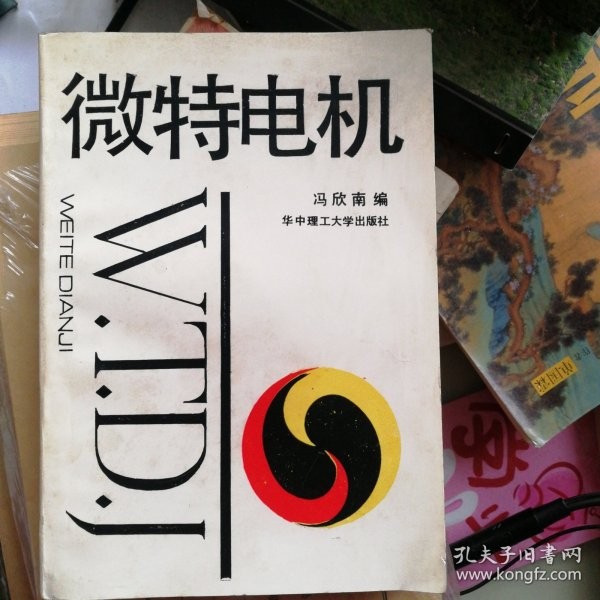 微特电机
冯欣南编
华中理工大学出版社
WEITE DIANJI
W.T.D.J
孔夫子旧书网
www.kongfz.com